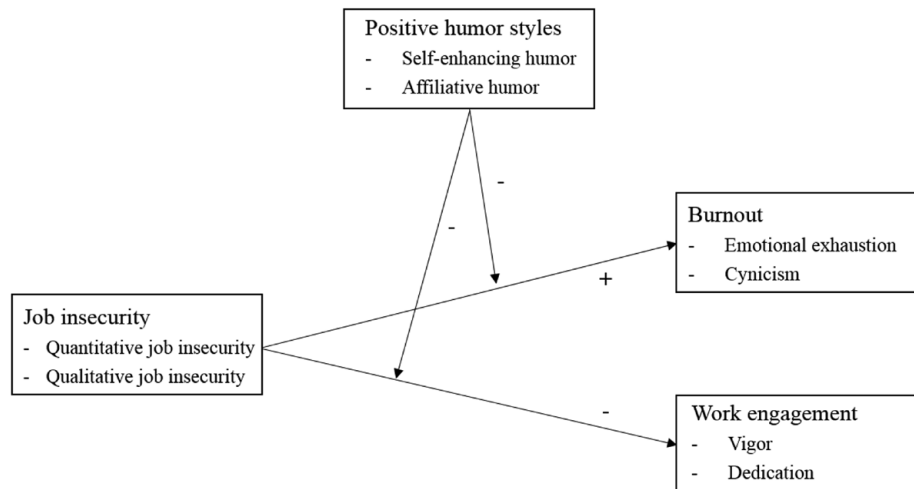 Positive humor styles
- Self-enhancing humor
- Affiliative humor
-
-
Burnout
- Emotional exhaustion
- Cynicism
+
Job insecurity
- Quantitative job insecurity
- Qualitative job insecurity
-
Work engagement
- Vigor
- Dedication